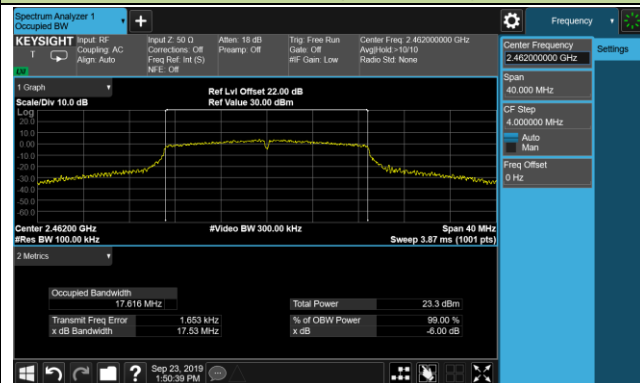 Spectrum Analyzer 1
Occupied BW
Frequency
KEYSIGHT
Input: RF
Coupling: AC
Align: Auto
Input Z: 50 Ω
Corrections: Off
Freq Ref: Int (S)
NFE: Off
Atten: 18 dB
Preamp: Off
Trig: Free Run
Gate: Off
#IF Gain: Low
Center Freq: 2.462000000 GHz
Avg|Hold:>10/10
Radio Std: None
Center Frequency
2.462000000 GHz
Settings
Span
40.000 MHz
CF Step
4.000000 MHz
Auto
Man
Freq Offset
0 Hz
1 Graph
Scale/Div 10.0 dB
Ref Lvl Offset 22.00 dB
Ref Value 30.00 dBm
Log
20.0
10.0
0.00
-10.0
-20.0
-30.0
-40.0
-50.0
-60.0
Center 2.46200 GHz
#Res BW 100.00 kHz
#Video BW 300.00 kHz
Span 40 MHz
Sweep 3.87 ms (1001 pts)
2 Metrics
Occupied Bandwidth
17.616 MHz
Total Power 23.3 dBm
Transmit Freq Error 1.653 kHz
% of OBW Power 99.00 %
x dB Bandwidth 17.53 MHz
x dB -6.00 dB
Sep 23, 2019
1:50:39 PM